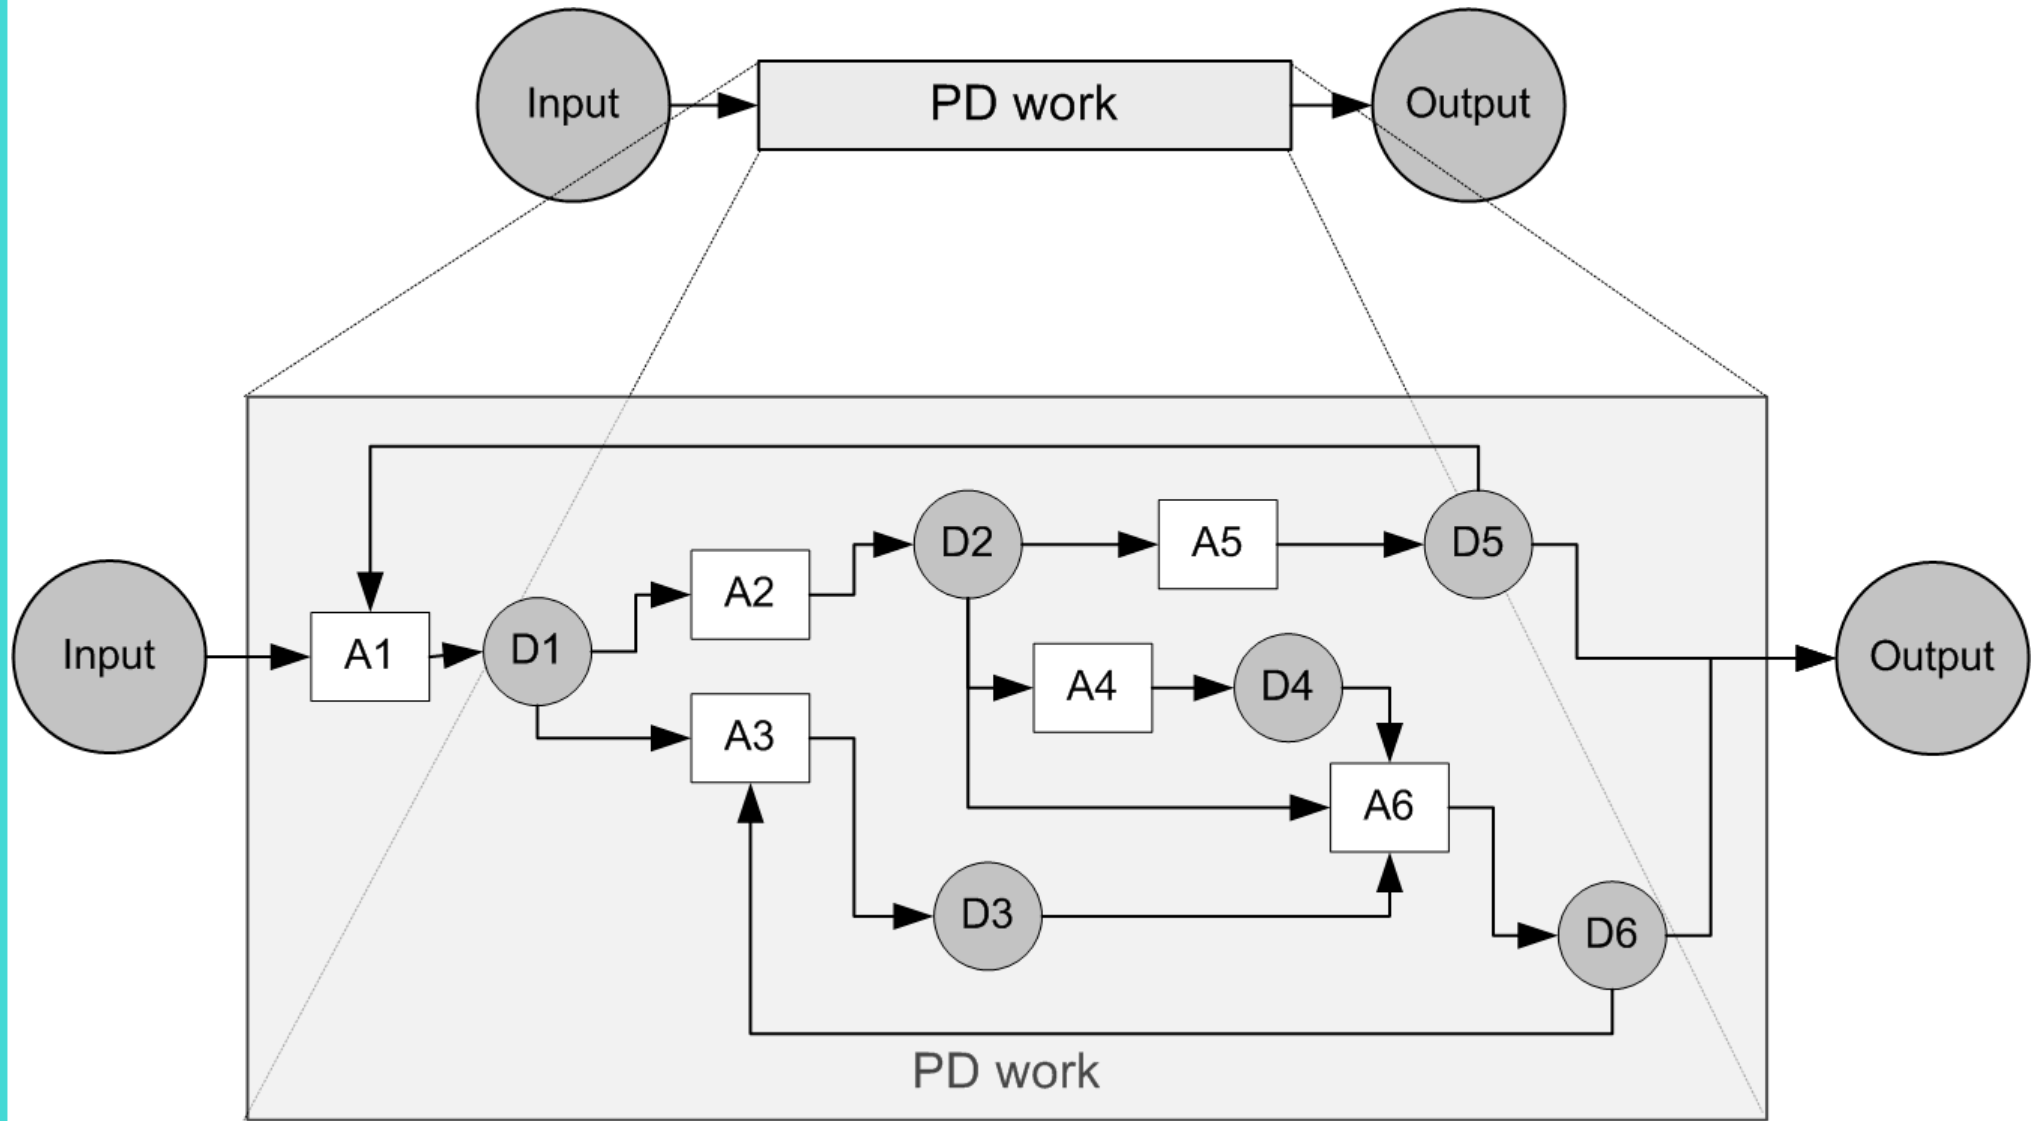 Input
PD work
Output
D2
A5
D5
A2
Input
A1
D1
Output
A4
D4
A3
A6
D3
D6
PD work